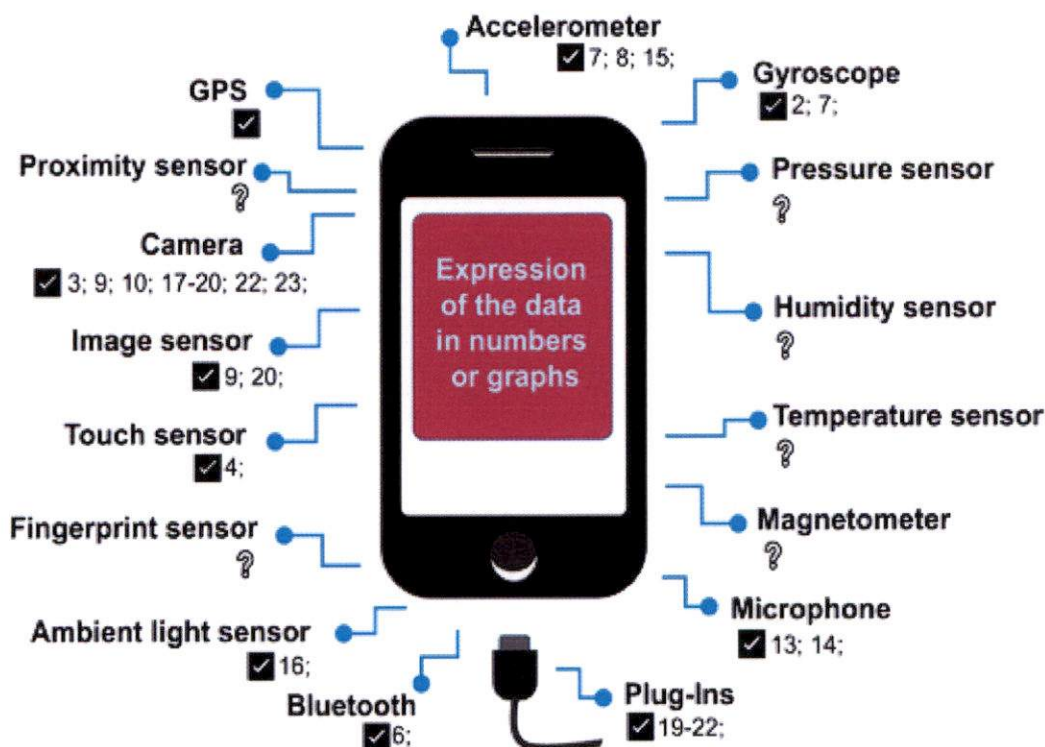 Accelerometer
☑ 7; 8; 15;
GPS
☑
Gyroscope
☑ 2; 7;
Proximity sensor
?
Pressure sensor
?
Camera
☑ 3; 9; 10; 17-20; 22; 23;
Expression
of the data
in numbers
or graphs
Humidity sensor
?
Image sensor
☑ 9; 20;
Touch sensor
☑ 4;
Temperature sensor
?
Fingerprint sensor
?
Magnetometer
?
Ambient light sensor
☑ 16;
Microphone
☑ 13; 14;
Bluetooth
☑ 6;
Plug-Ins
☑ 19-22;